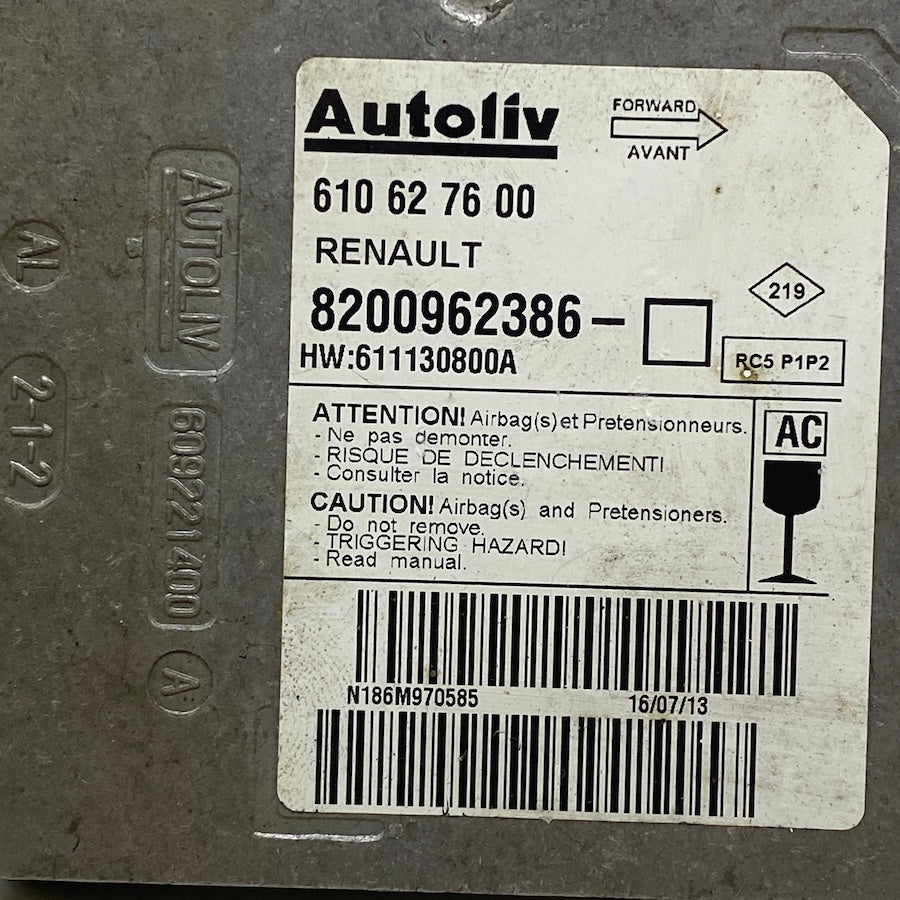 Autoliv
FORWARD
AVANT
610 62 76 00
RENAULT
8200962386 –
219
HW:611130800A
RC5 P1P2
ATTENTION! Airbag(s) et Pretensionneurs.
- Ne pas demonter.
- RISQUE DE DECLENCHEMENT!
- Consulter la notice.
AC
CAUTION! Airbag(s) and Pretensioners.
- Do not remove.
- TRIGGERING HAZARD!
- Read manual.
N186M970585 16/07/13
AUTOLIV
609221400
A
AL
2-1-2